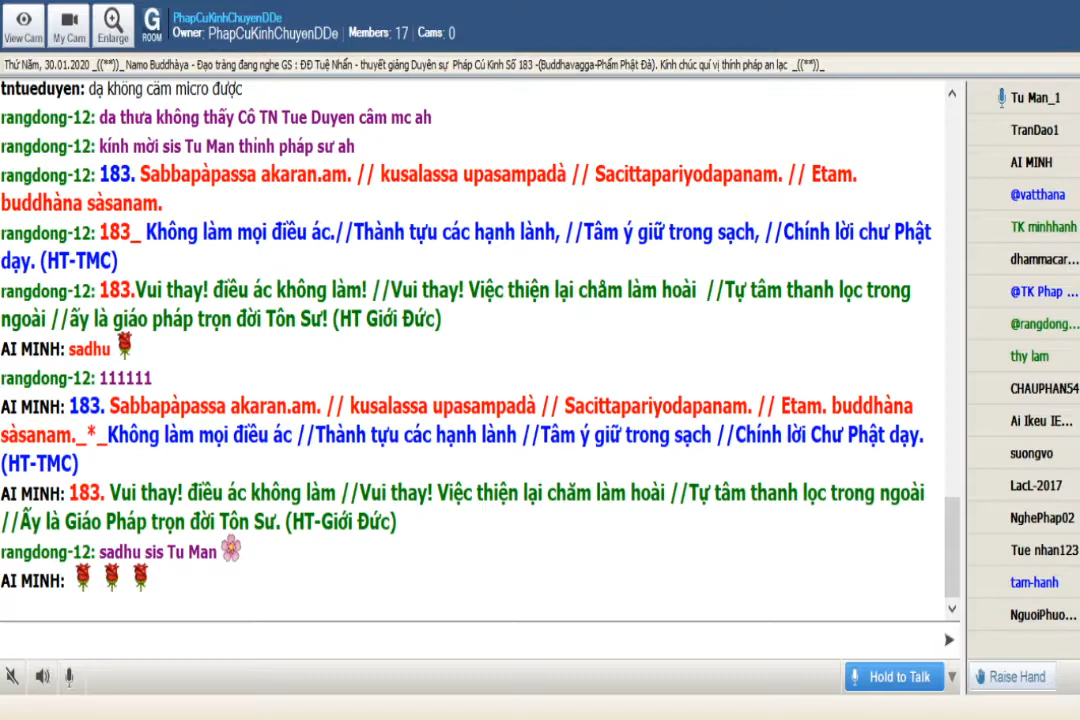 PhapCuKinhChuyenDDe
View Cam My Cam Enlarge G ROOM Owner: PhapCuKinhChuyenDDe Members: 17 Cams: 0
Thứ Năm, 30.01.2020 _((**))_ Namo Buddhàya - Đạo tràng đang nghe GS : ĐĐ Tuệ Nhẫn - thuyết giảng Duyên sự Pháp Cú Kinh Số 183 -(Buddhavagga-Phẩm Phật Đà). Kính chúc quí vị thính pháp an lạc _((**))_
tntueduyen: dạ không cầm micro được
rangdong-12: da thưa không thấy Cô TN Tue Duyen câm mc ah
rangdong-12: kính mời sis Tu Man thỉnh pháp sư ah
rangdong-12: 183. Sabbapàpassa akaran.am. // kusalassa upasampadà // Sacittapariyodapanam. // Etam.
buddhàna sàsanam.
rangdong-12: 183_ Không làm mọi điều ác.//Thành tựu các hạnh lành, //Tâm ý giữ trong sạch, //Chính lời chư Phật
dạy. (HT-TMC)
rangdong-12: 183.Vui thay! điều ác không làm! //Vui thay! Việc thiện lại chăm làm hoài //Tự tâm thanh lọc trong
ngoài //ấy là giáo pháp trọn đời Tôn Sư! (HT Giới Đức)
AI MINH: sadhu
rangdong-12: 111111
AI MINH: 183. Sabbapàpassa akaran.am. // kusalassa upasampadà // Sacittapariyodapanam. // Etam. buddhàna
sàsanam._*_Không làm mọi điều ác //Thành tựu các hạnh lành //Tâm ý giữ trong sạch //Chính lời Chư Phật dạy.
(HT-TMC)
AI MINH: 183. Vui thay! điều ác không làm //Vui thay! Việc thiện lại chăm làm hoài //Tự tâm thanh lọc trong ngoài
//Ấy là Giáo Pháp trọn đời Tôn Sư. (HT-Giới Đức)
rangdong-12: sadhu sis Tu Man
AI MINH:
Tu Man_1
TranDao1
AI MINH
@vatthana
TK minhhanh
dhammacar...
@TK Phap ...
@rangdong...
thy lam
CHAUPHAN54
Ai Ikeu IE...
suongvo
LacL-2017
NghePhap02
Tue nhan123
tam-hanh
NguoiPhuo...
Hold to Talk
Raise Hand